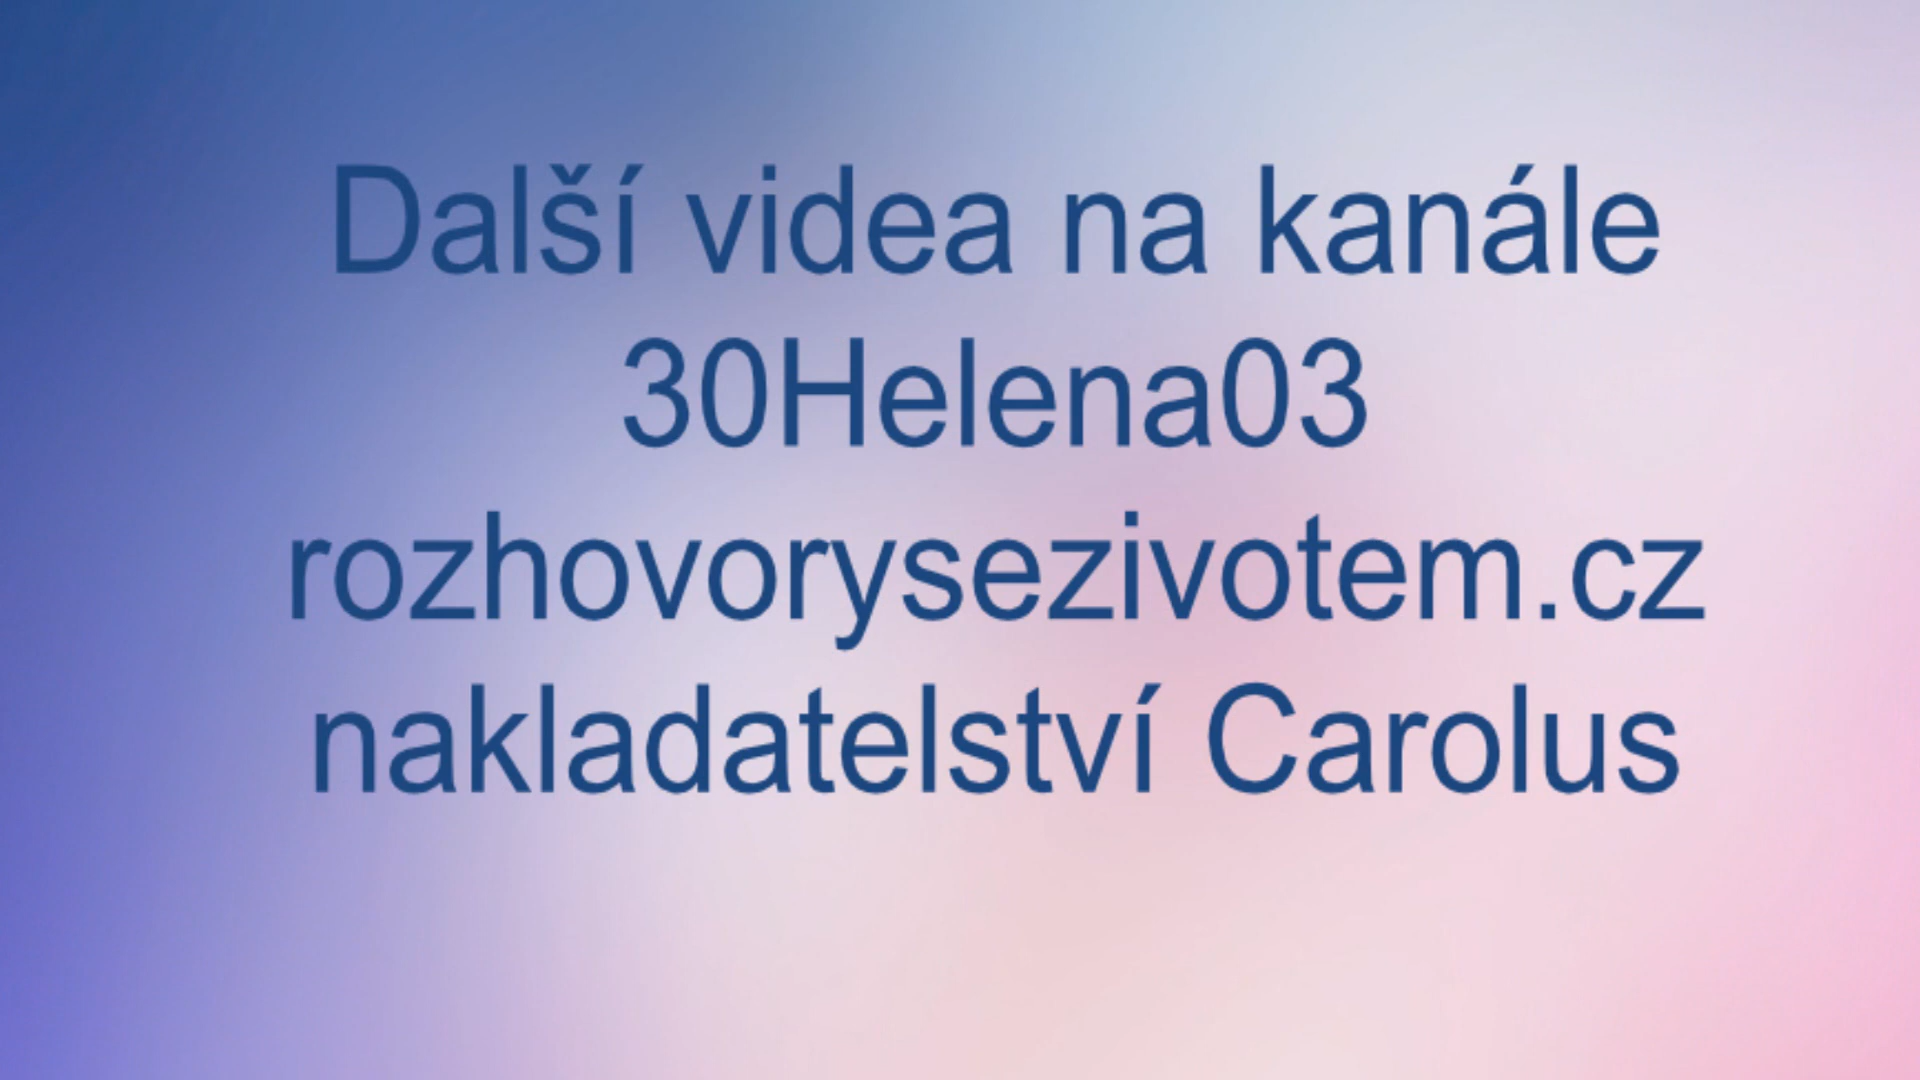 Další videa na kanále
30Helena03
rozhovorysezivotem.cz
nakladatelství Carolus